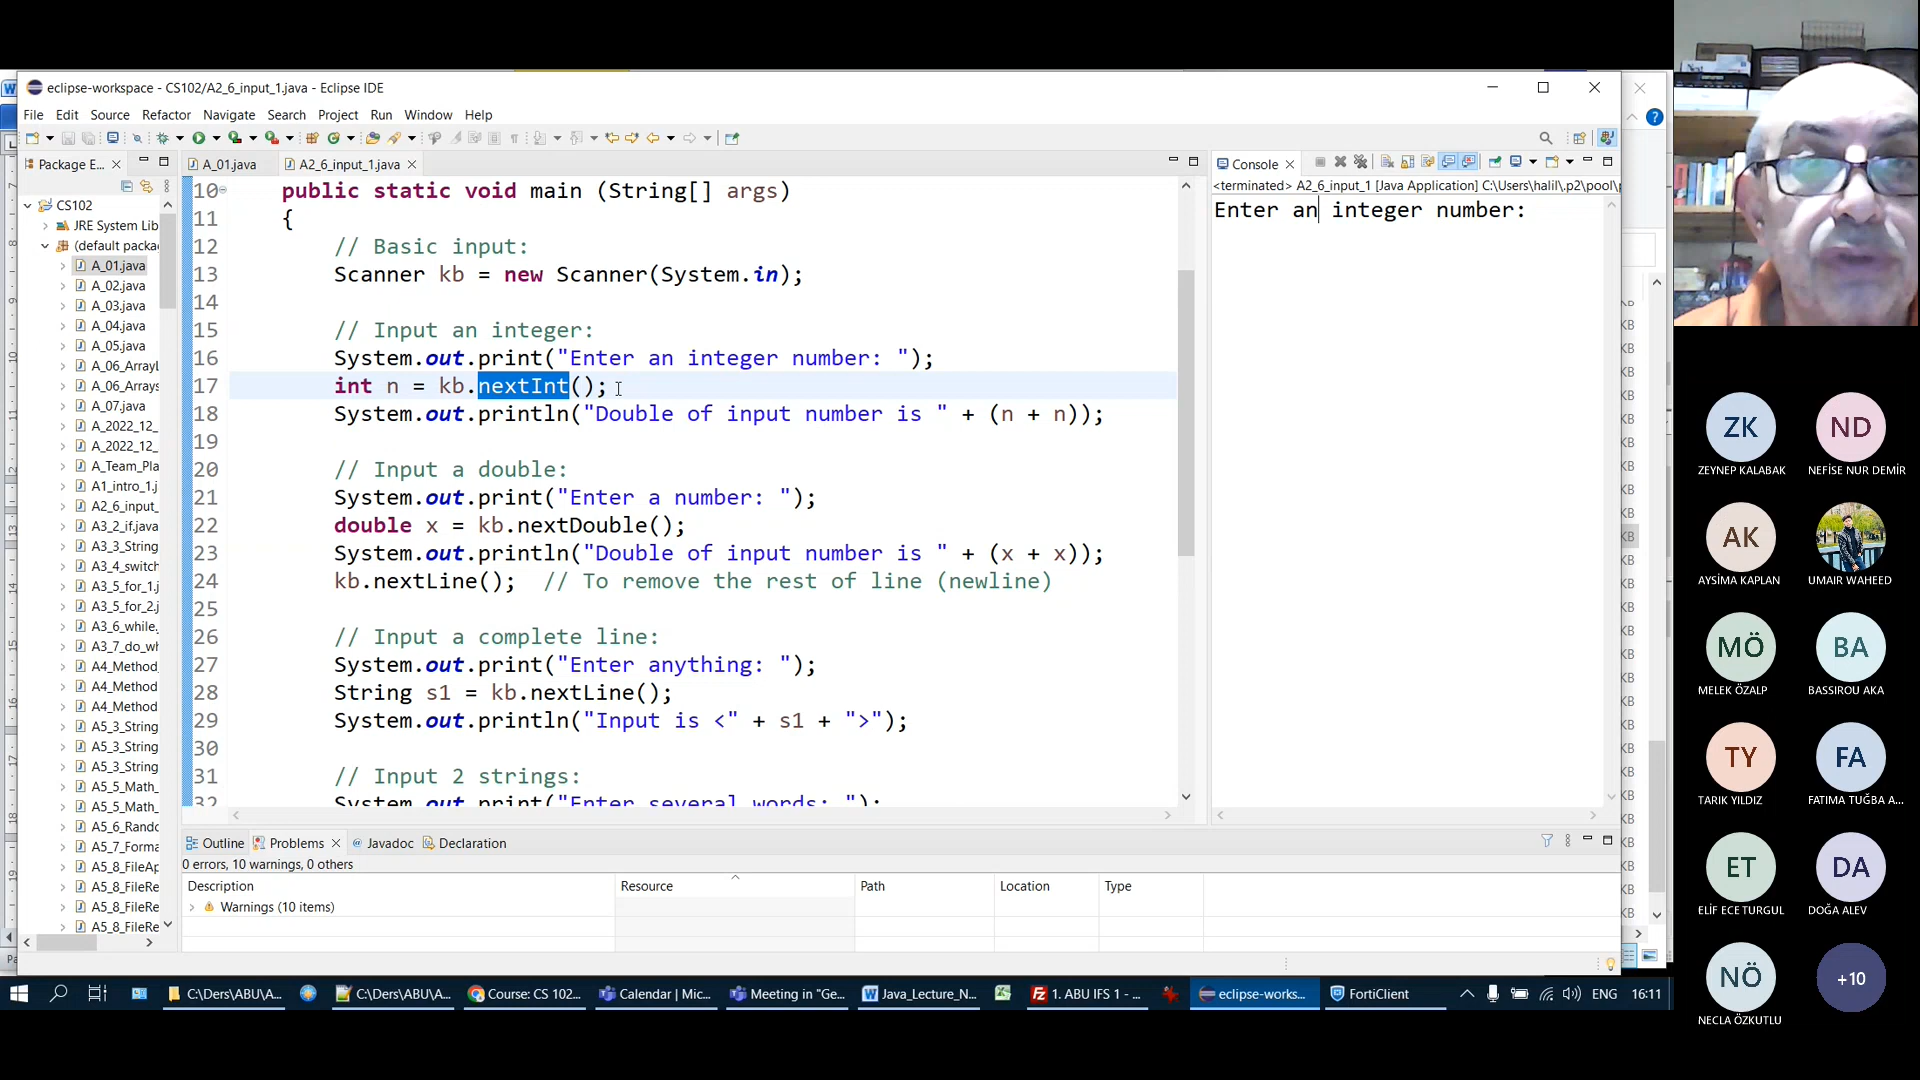 eclipse-workspace - CS102/A2_6_input_1.java - Eclipse IDE
File Edit Source Refactor Navigate Search Project Run Window Help
Package E...
A_01.java
A2_6_input_1.java
CS102
JRE System Lib
(default packa
A_01.java
A_02.java
A_03.java
A_04.java
A_05.java
A_06_ArrayL
A_06_Arrays
A_07.java
A_2022_12_
A_2022_12_
A_Team_Pla
A1_intro_1.j
A2_6_input_
A3_2_if.java
A3_3_String
A3_4_switch
A3_5_for_1.j
A3_5_for_2.j
A3_6_while.
A3_7_do_wh
A4_Method
A4_Method
A4_Method
A5_3_String
A5_3_String
A5_3_String
A5_5_Math_
A5_5_Math_
A5_6_Rando
A5_7_Forma
A5_8_FileAp
A5_8_FileRe
A5_8_FileRe
A5_8_FileRe
10 public static void main (String[] args)
11 {
12 // Basic input:
13 Scanner kb = new Scanner(System.in);
14
15 // Input an integer:
16 System.out.print("Enter an integer number: ");
17 int n = kb.nextInt();
18 System.out.println("Double of input number is " + (n + n));
19
20 // Input a double:
21 System.out.print("Enter a number: ");
22 double x = kb.nextDouble();
23 System.out.println("Double of input number is " + (x + x));
24 kb.nextLine(); // To remove the rest of line (newline)
25
26 // Input a complete line:
27 System.out.print("Enter anything: ");
28 String s1 = kb.nextLine();
29 System.out.println("Input is <" + s1 + ">");
30
31 // Input 2 strings:
32 System.out.print("Enter several words: ");
Console
<terminated> A2_6_input_1 [Java Application] C:\Users\halil\.p2\pool\
Enter an integer number:
Outline Problems Javadoc Declaration
0 errors, 10 warnings, 0 others
Description Resource Path Location Type
Warnings (10 items)
C:\Ders\ABU\A... C:\Ders\ABU\A... Course: CS 102... Calendar | Mic... Meeting in "Ge... Java_Lecture_N... 1. ABU IFS 1 - ... eclipse-works... FortiClient ENG 16:11
ZK ND
ZEYNEP KALABAK NEFİSE NUR DEMİR
AK
AYSİMA KAPLAN UMAIR WAHEED
MÖ BA
MELEK ÖZALP BASSIROU AKA
TY FA
TARIK YILDIZ FATIMA TUĞBA A...
ET DA
ELİF ECE TURGUL DOĞA ALEV
NÖ +10
NECLA ÖZKUTLU